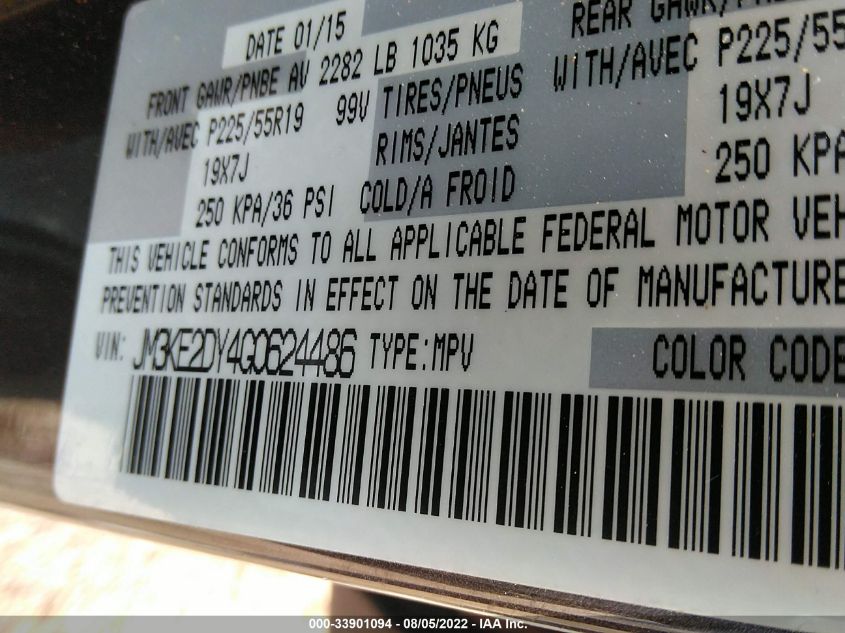 DATE 01/15
FRONT GAWR/PNBE AV 2282 LB 1035 KG
REAR GAWR/
WITH/AVEC P225/55R19 99V TIRES/PNEUS WITH/AVEC P225/55
19X7J RIMS/JANTES 19X7J
250 KPA/36 PSI COLD/A FROID 250 KPA
THIS VEHICLE CONFORMS TO ALL APPLICABLE FEDERAL MOTOR VEH
PREVENTION STANDARDS IN EFFECT ON THE DATE OF MANUFACTURE
VIN: JM3KE2DY4G0624486 TYPE:MPV COLOR CODE
000-33901094 - 08/05/2022 - IAAI.com